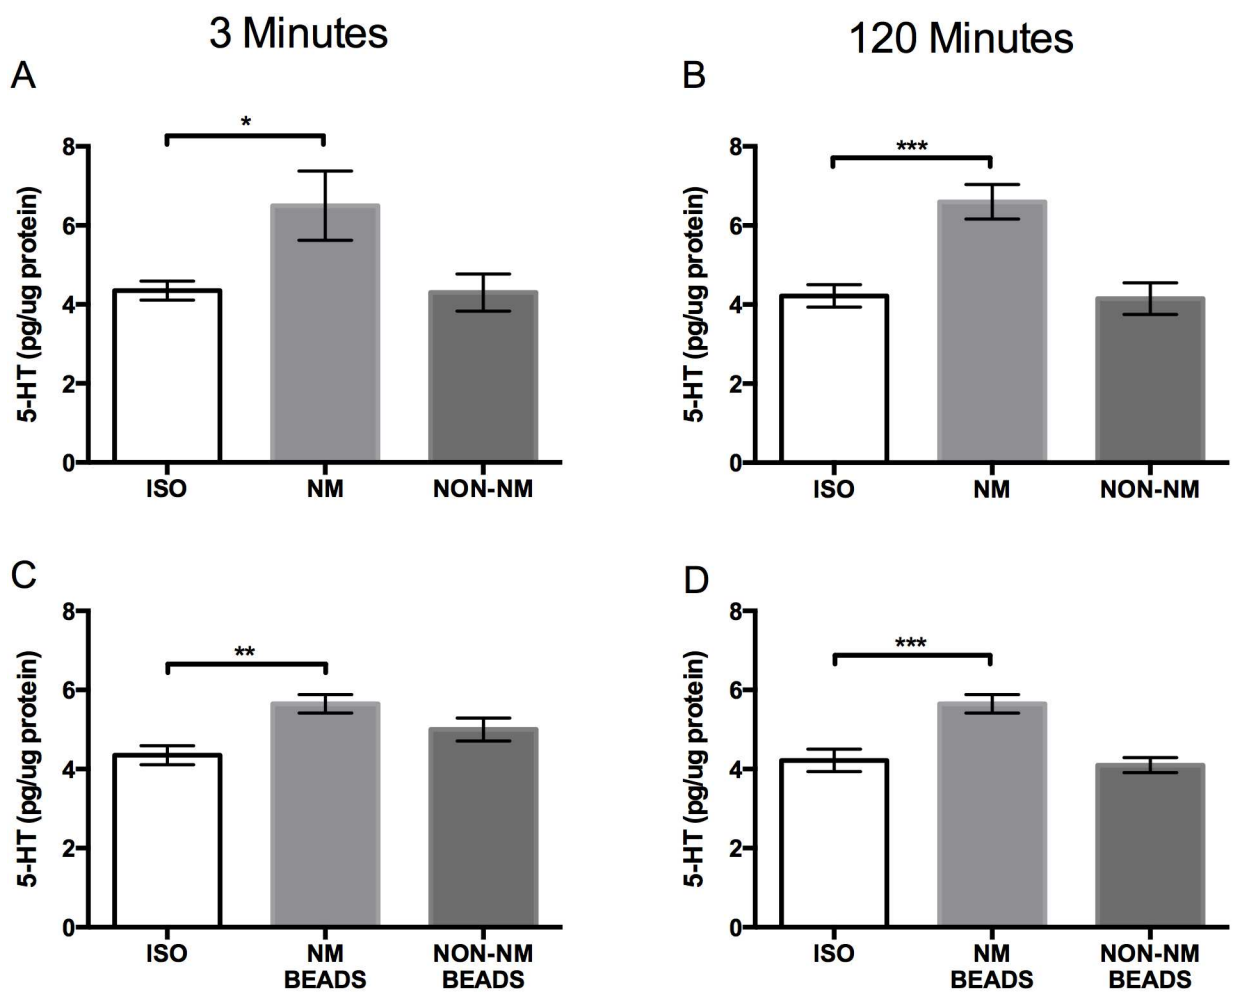 3 Minutes
120 Minutes
A
*
5-HT (pg/ug protein)
8
6
4
2
0
ISO NM NON-NM
B
***
5-HT (pg/ug protein)
8
6
4
2
0
ISO NM NON-NM
C
**
5-HT (pg/ug protein)
8
6
4
2
0
ISO NM NON-NM
BEADS BEADS
D
***
5-HT (pg/ug protein)
8
6
4
2
0
ISO NM NON-NM
BEADS BEADS